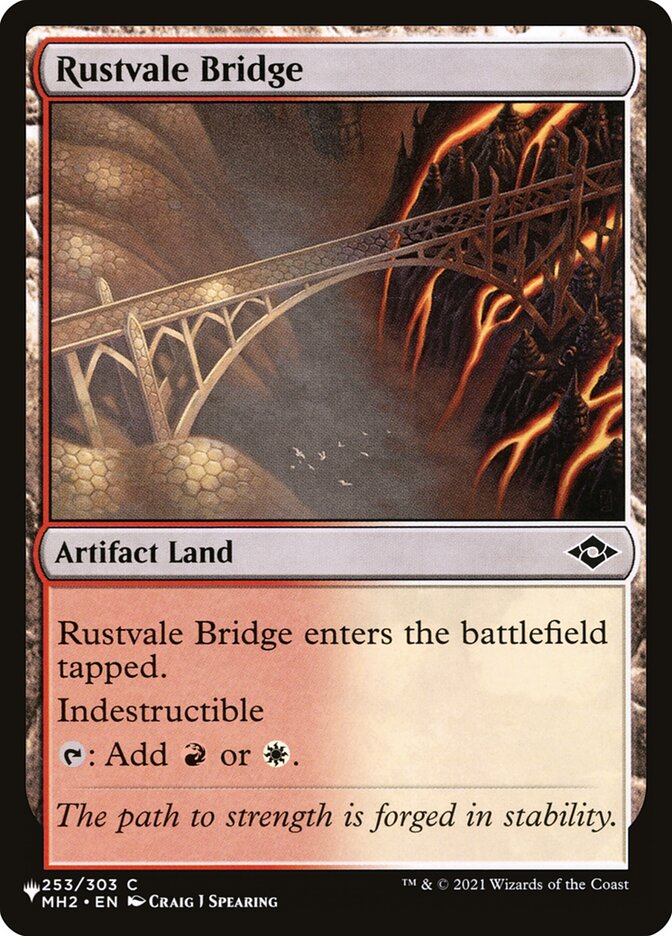 Rustvale Bridge
Artifact Land
Rustvale Bridge enters the battlefield
tapped.
Indestructible
: Add or .
The path to strength is forged in stability.
253/303 C
MH2 • EN Craig J Spearing
™ & © 2021 Wizards of the Coast